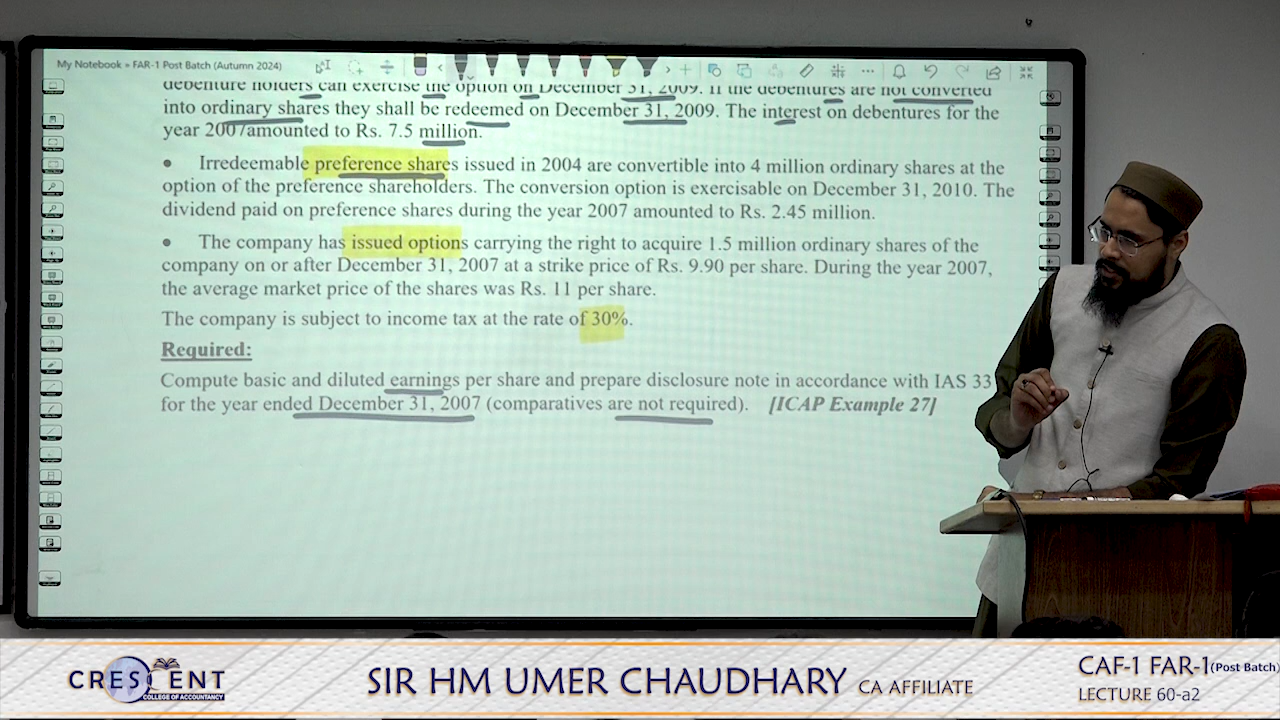 My Notebook » FAR-1 Post Batch (Autumn 2024)
debenture holders can exercise the option on December 31, 2009. If the debentures are not converted
into ordinary shares they shall be redeemed on December 31, 2009. The interest on debentures for the
year 2007amounted to Rs. 7.5 million.
• Irredeemable preference shares issued in 2004 are convertible into 4 million ordinary shares at the
option of the preference shareholders. The conversion option is exercisable on December 31, 2010. The
dividend paid on preference shares during the year 2007 amounted to Rs. 2.45 million.
• The company has issued options carrying the right to acquire 1.5 million ordinary shares of the
company on or after December 31, 2007 at a strike price of Rs. 9.90 per share. During the year 2007,
the average market price of the shares was Rs. 11 per share.
The company is subject to income tax at the rate of 30%.
Required:
Compute basic and diluted earnings per share and prepare disclosure note in accordance with IAS 33
for the year ended December 31, 2007 (comparatives are not required) [ICAP Example 27]
CRESCENT
COLLEGE OF ACCOUNTANCY
SIR HM UMER CHAUDHARY CA AFFILIATE
CAF-1 FAR-1(Post Batch)
LECTURE 60-a2